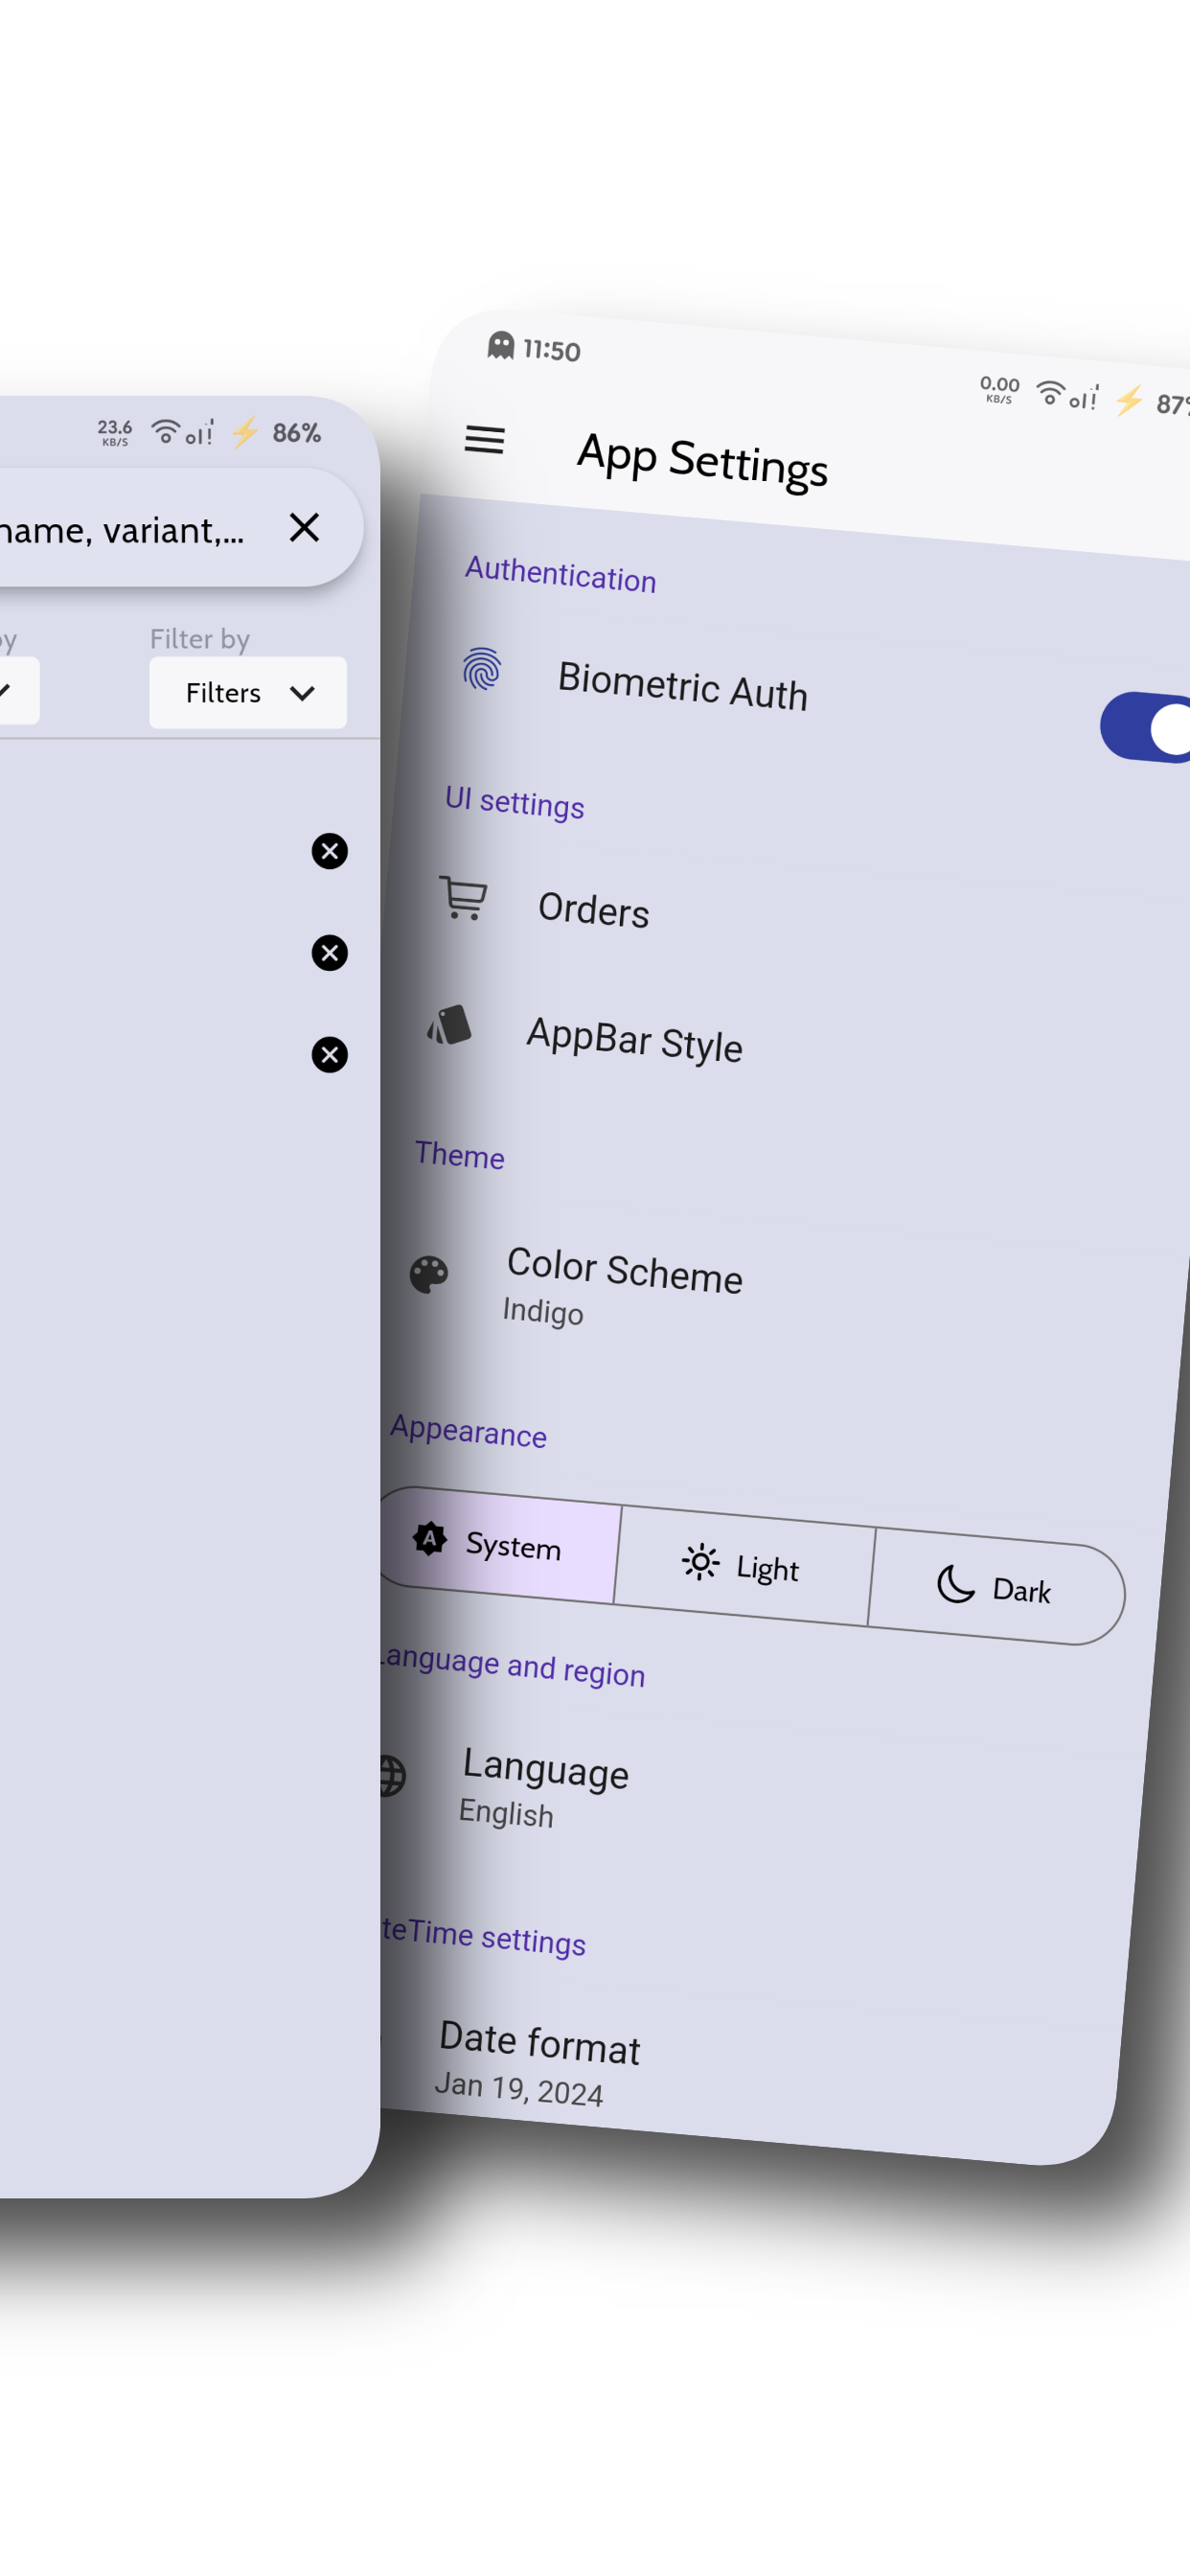 23.6
KB/S
86%
name, variant,...
by
Filter by
Filters
11:50
0.00
KB/S
87%
App Settings
Authentication
Biometric Auth
UI settings
Orders
AppBar Style
Theme
Color Scheme
Indigo
Appearance
System
Light
Dark
Language and region
Language
English
teTime settings
Date format
Jan 19, 2024